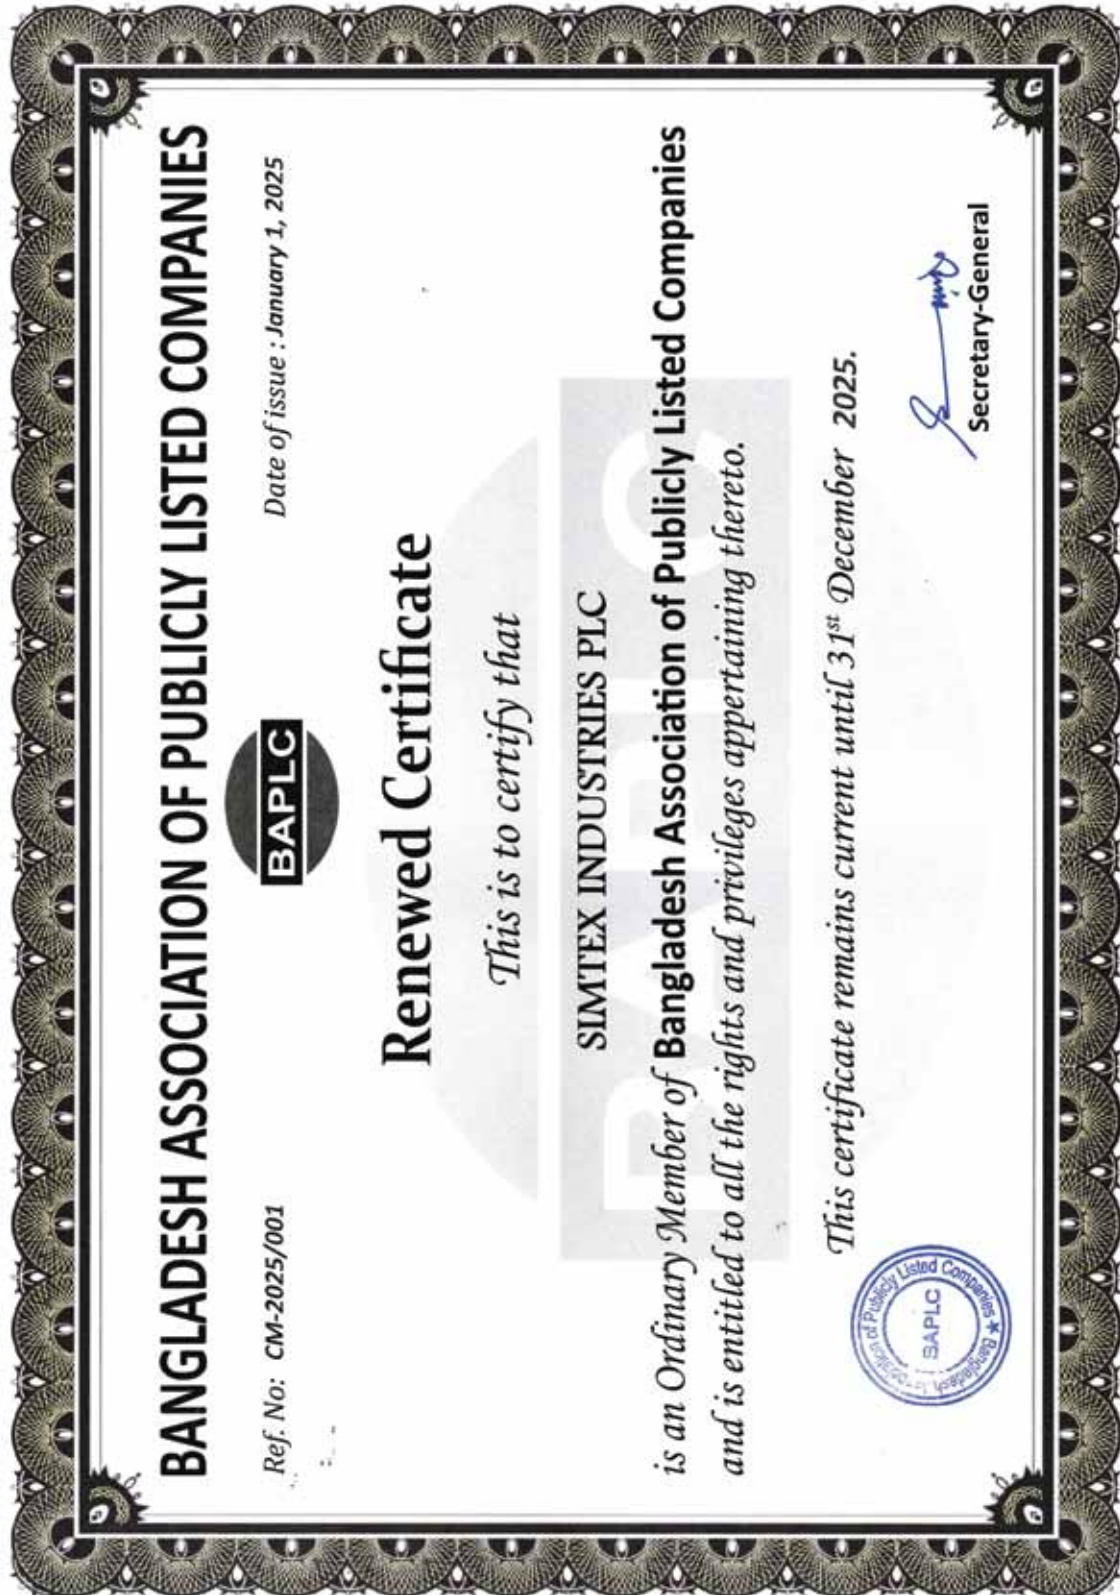 BANGLADESH ASSOCIATION OF PUBLICLY LISTED COMPANIES
Ref. No: CM-2025/001
Date of issue : January 1, 2025
BAPLC
Renewed Certificate
This is to certify that
SIMTEX INDUSTRIES PLC
is an Ordinary Member of Bangladesh Association of Publicly Listed Companies
and is entitled to all the rights and privileges appertaining thereto.
This certificate remains current until 31st December 2025.
Secretary-General
of Publicly Listed Companies ★ Bangladesh
BAPLC
BAPLC